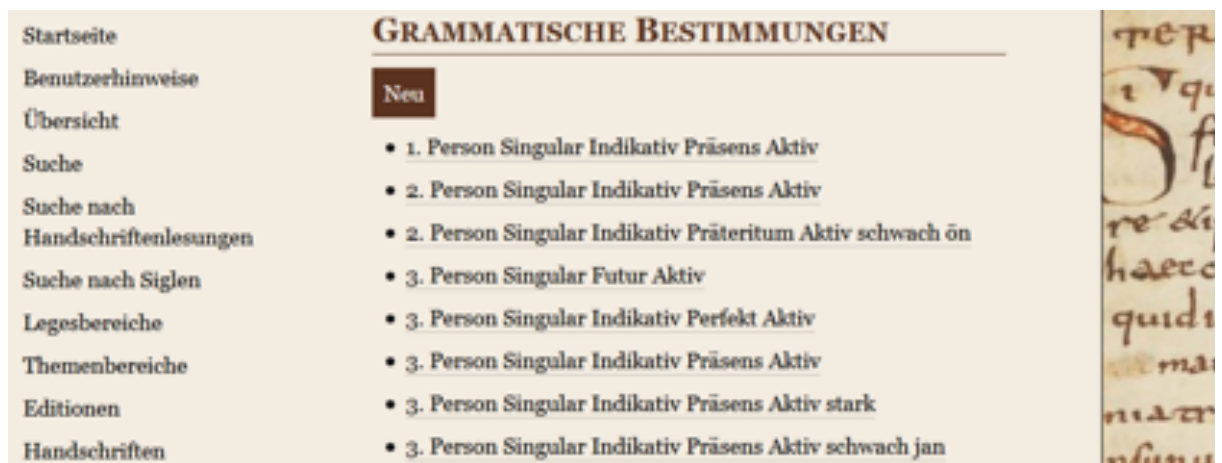 Startseite
Benutzerhinweise
Übersicht
Suche
Suche nach
Handschriftenlesungen
Suche nach Siglen
Legesbereiche
Themenbereiche
Editionen
Handschriften
GRAMMATISCHE BESTIMMUNGEN
Neu
• 1. Person Singular Indikativ Präsens Aktiv
• 2. Person Singular Indikativ Präsens Aktiv
• 2. Person Singular Indikativ Präteritum Aktiv schwach ōn
• 3. Person Singular Futur Aktiv
• 3. Person Singular Indikativ Perfekt Aktiv
• 3. Person Singular Indikativ Präsens Aktiv
• 3. Person Singular Indikativ Präsens Aktiv stark
• 3. Person Singular Indikativ Präsens Aktiv schwach jan